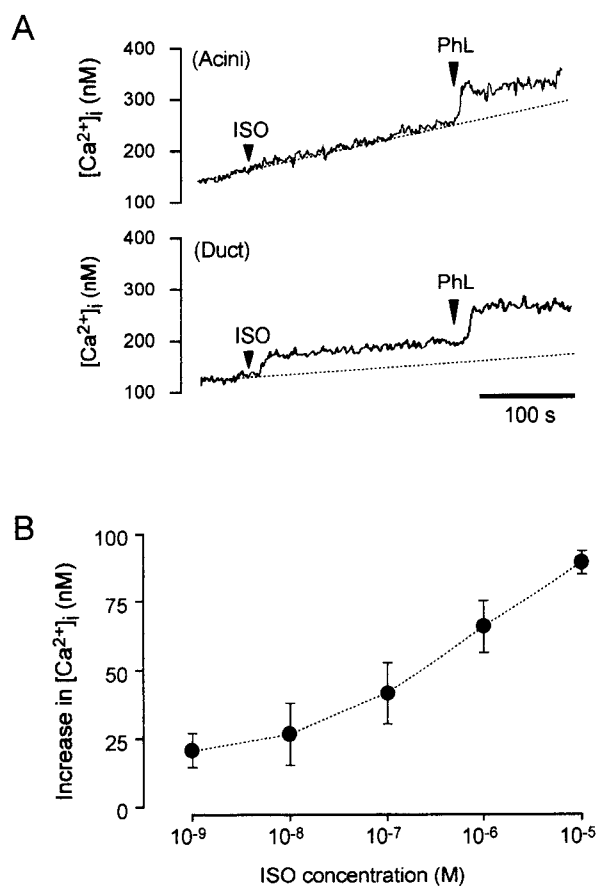 A
[Ca²⁺]ᵢ (nM)
400
300
200
100
(Acini)
ISO
PhL
[Ca²⁺]ᵢ (nM)
400
300
200
100
(Duct)
ISO
PhL
100 s
B
Increase in [Ca²⁺]ᵢ (nM)
100
75
50
25
0
10⁻⁹ 10⁻⁸ 10⁻⁷ 10⁻⁶ 10⁻⁵
ISO concentration (M)